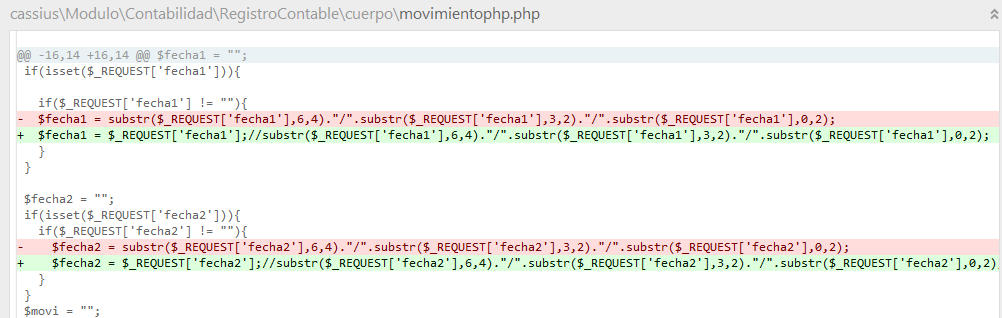 cassius\Modulo\Contabilidad\RegistroContable\cuerpo\movimientophp.php
@@ -16,14 +16,14 @@ $fecha1 = "";
if(isset($_REQUEST['fecha1'])){
if($_REQUEST['fecha1'] != ""){
- $fecha1 = substr($_REQUEST['fecha1'],6,4)."/".substr($_REQUEST['fecha1'],3,2)."/".substr($_REQUEST['fecha1'],0,2);
+ $fecha1 = $_REQUEST['fecha1'];//substr($_REQUEST['fecha1'],6,4)."/".substr($_REQUEST['fecha1'],3,2)."/".substr($_REQUEST['fecha1'],0,2);
}
}
$fecha2 = "";
if(isset($_REQUEST['fecha2'])){
if($_REQUEST['fecha2'] != ""){
- $fecha2 = substr($_REQUEST['fecha2'],6,4)."/".substr($_REQUEST['fecha2'],3,2)."/".substr($_REQUEST['fecha2'],0,2);
+ $fecha2 = $_REQUEST['fecha2'];//substr($_REQUEST['fecha2'],6,4)."/".substr($_REQUEST['fecha2'],3,2)."/".substr($_REQUEST['fecha2'],0,2)
}
}
$movi = "";